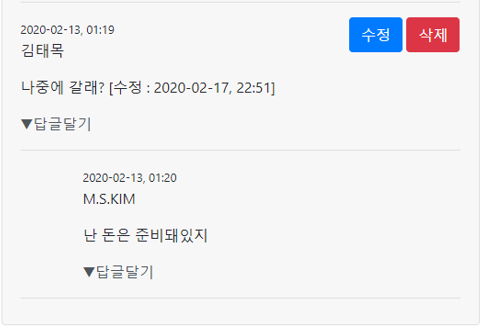 2020-02-13, 01:19
수정 삭제
김태목
나중에 갈래? [수정 : 2020-02-17, 22:51]
▼답글달기
2020-02-13, 01:20
M.S.KIM
난 돈은 준비돼있지
▼답글달기